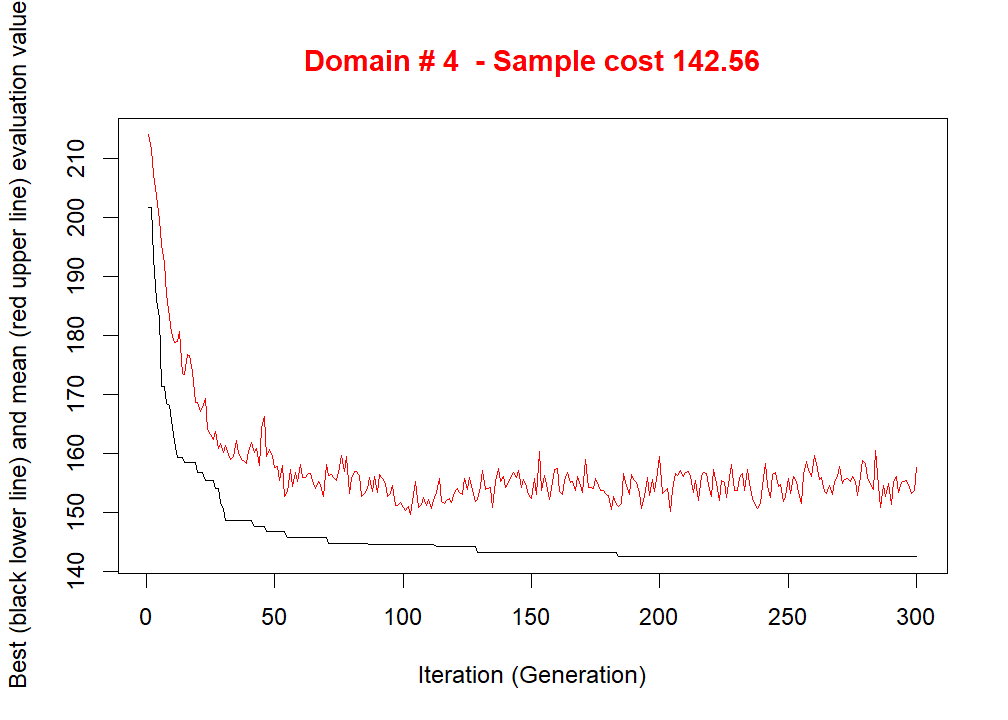 Domain # 4  - Sample cost 142.56
Best (black lower line) and mean (red upper line) evaluation value
210
200
190
180
170
160
150
140
0 50 100 150 200 250 300
Iteration (Generation)